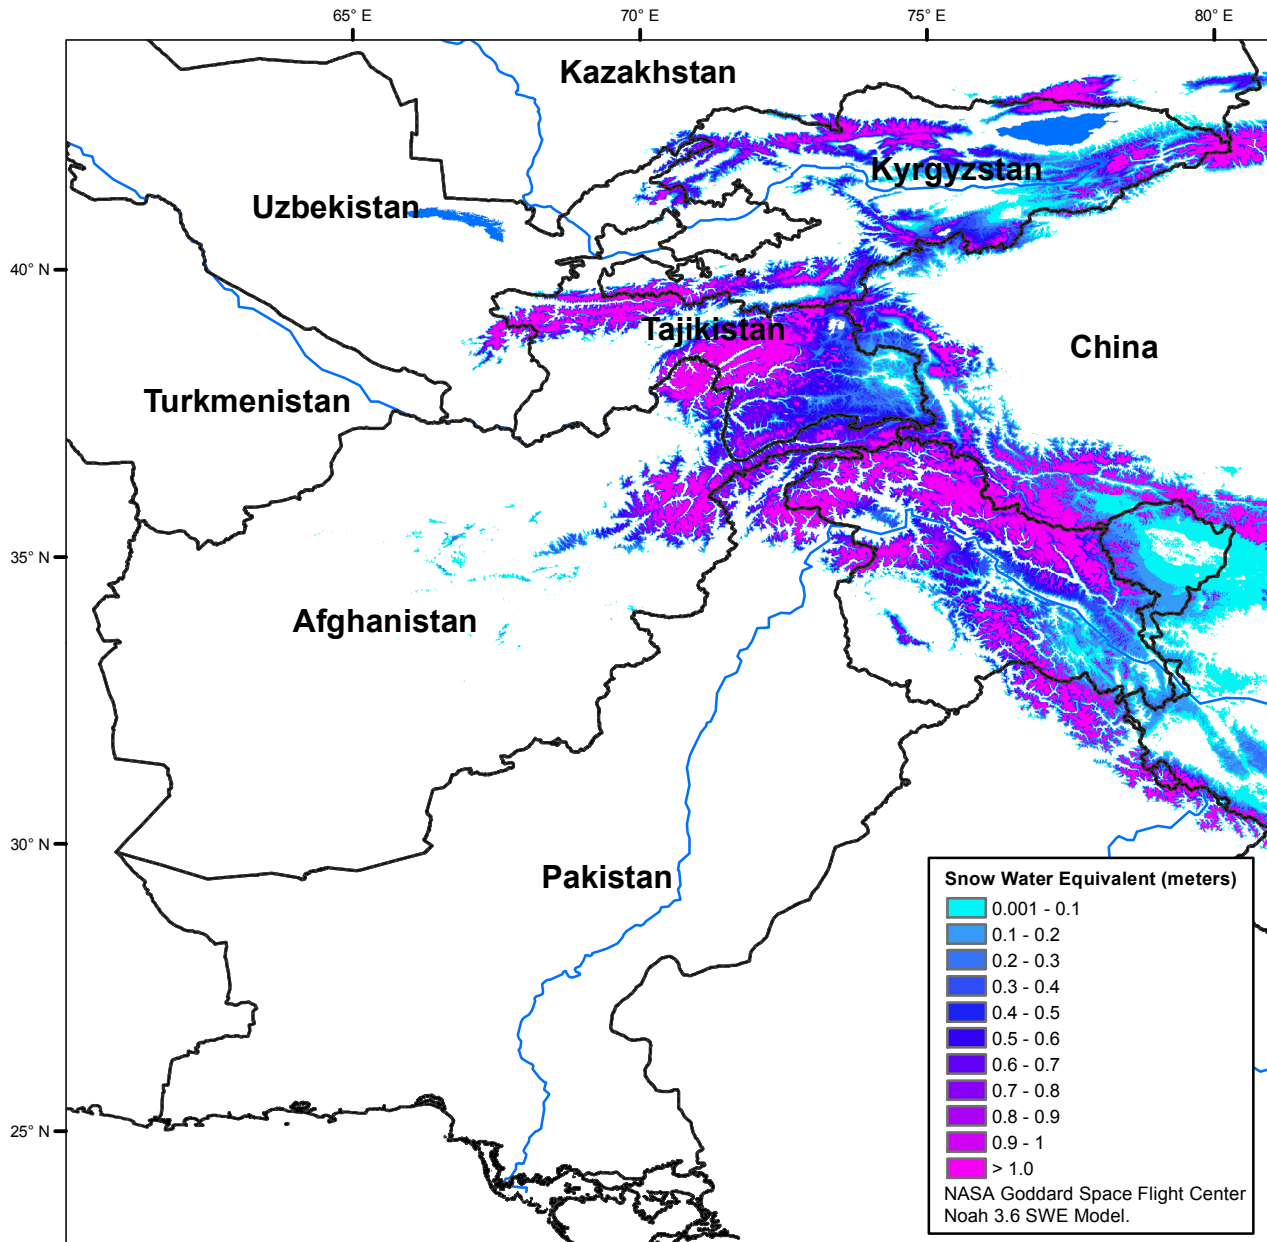 65° E
70° E
75° E
80° E
Kazakhstan
Kyrgyzstan
Uzbekistan
40° N
Tajikistan
China
Turkmenistan
35° N
Afghanistan
30° N
Pakistan
Snow Water Equivalent (meters)
0.001 - 0.1
0.1 - 0.2
0.2 - 0.3
0.3 - 0.4
0.4 - 0.5
0.5 - 0.6
0.6 - 0.7
0.7 - 0.8
0.8 - 0.9
0.9 - 1
> 1.0
NASA Goddard Space Flight Center
Noah 3.6 SWE Model.
25° N